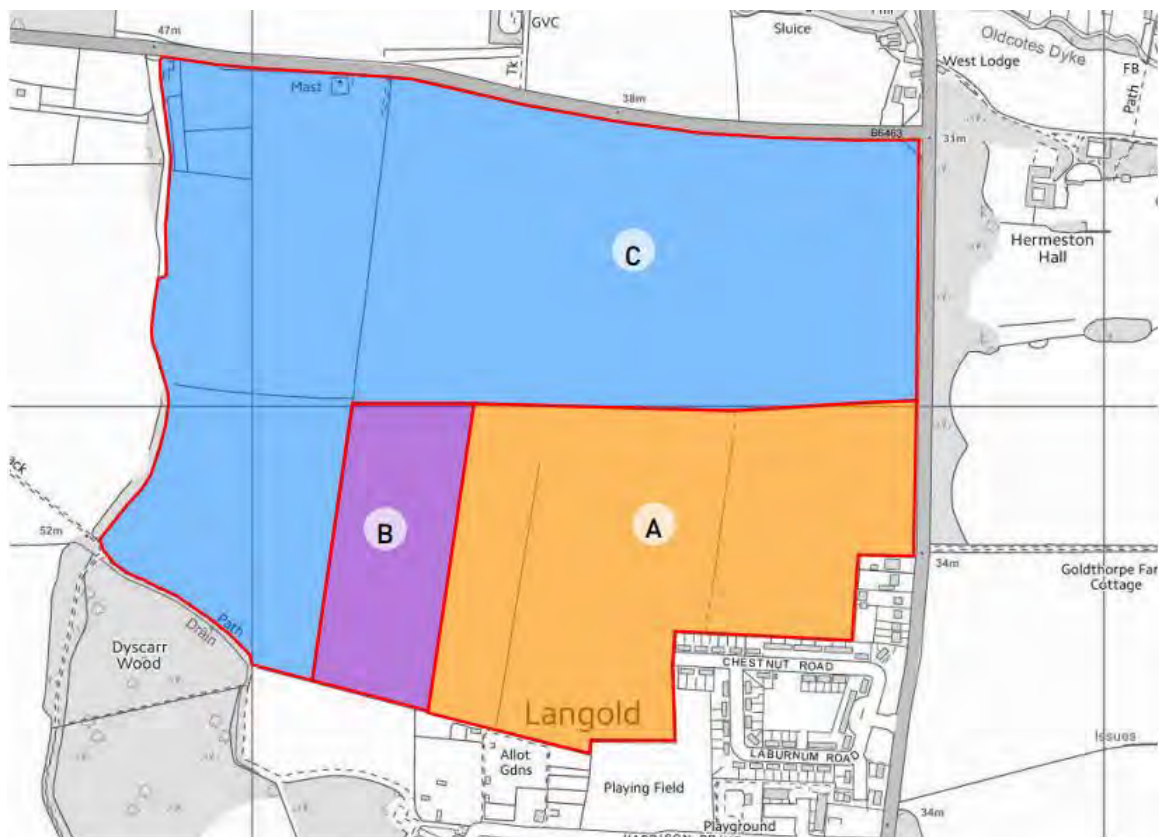 47m
GVC
Sluice
Oldcotes Dyke
West Lodge
FB
Tk
Mast
38m
Path
B6463
31m
C
Hermeston
Hall
52m
B
A
34m
Goldthorpe Far
Cottage
Path
Drain
Dyscarr
Wood
CHESTNUT ROAD
Langold
Issues
Allot
Gdns
LABURNUM ROAD
Playing Field
34m
Playground